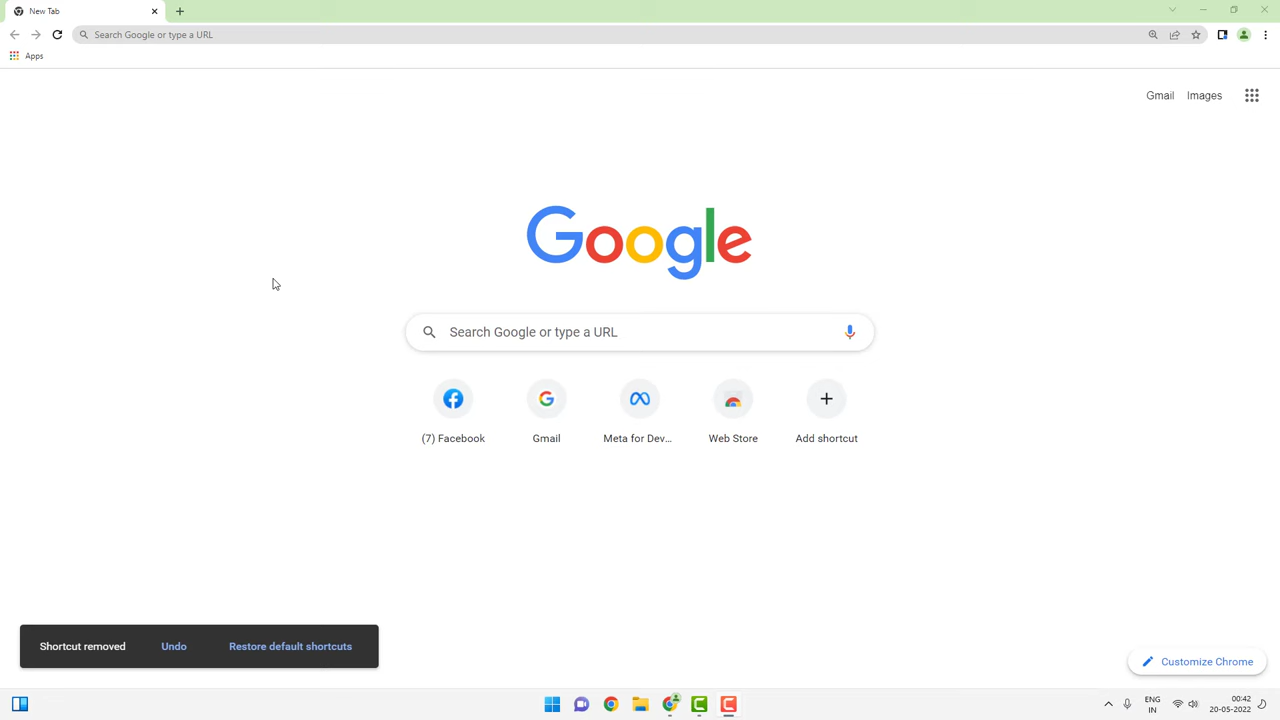 New Tab
Search Google or type a URL
Apps
Gmail Images
Google
Search Google or type a URL
(7) Facebook Gmail Meta for Dev... Web Store Add shortcut
Shortcut removed Undo Restore default shortcuts
Customize Chrome
ENG
IN
00:42
20-05-2022